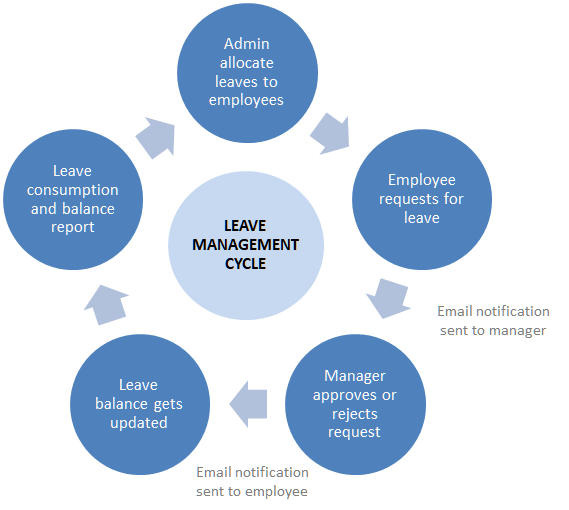 Admin
allocate
leaves to
employees
Employee
requests for
leave
Email notification
sent to manager
Manager
approves or
rejects
request
Email notification
sent to employee
Leave
balance gets
updated
Leave
consumption
and balance
report
LEAVE
MANAGEMENT
CYCLE